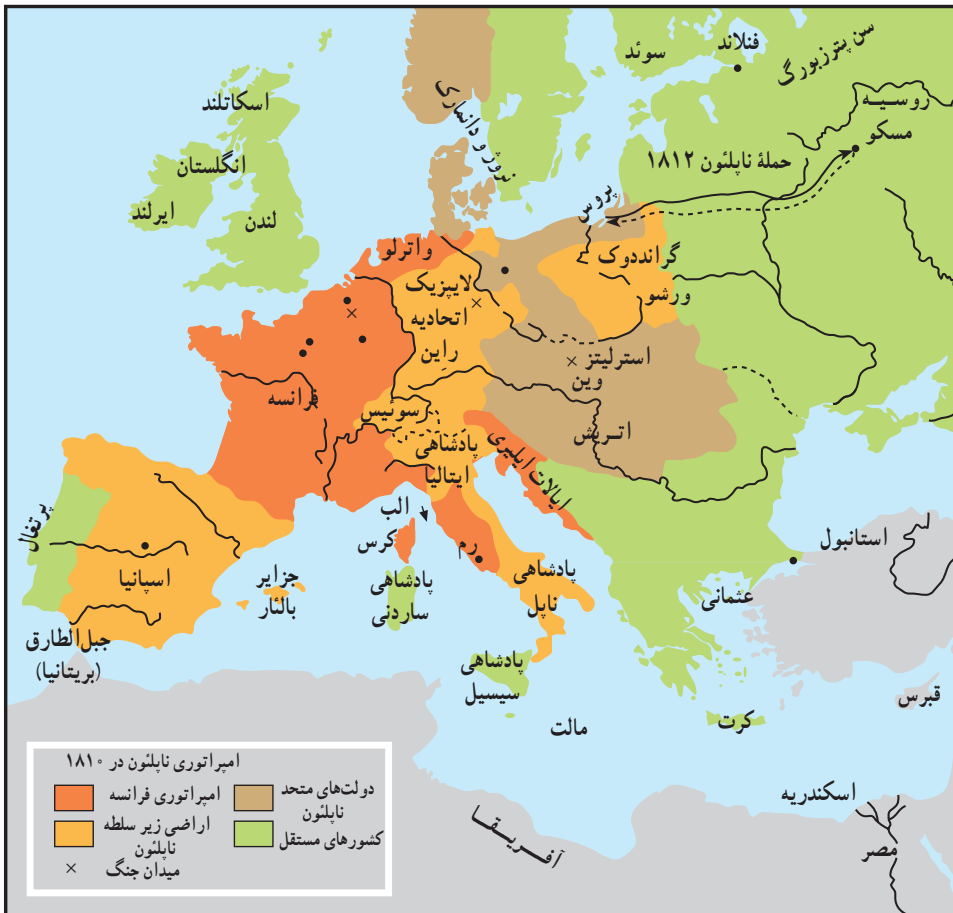 سن پترزبورگ
فنلاند
سوئد
روسیه
مسکو
اسکاتلند
انگلستان
ایرلند
لندن
نروژ و دانمارک
حملهٔ ناپلئون ۱۸۱۲
پروس
گرانددوک
ورشو
واترلو
لایپزیک
اتحادیه
راین
استرلیتز
وین
فرانسه
سوئیس
اتریش
پادشاهی
ایتالیا
ایالات ایلیری
پرتغال
اسپانیا
الب
کرس
رم
جزایر
بالئار
پادشاهی
ساردنی
پادشاهی
ناپل
استانبول
عثمانی
جبل‌الطارق
(بریتانیا)
پادشاهی
سیسیل
مالت
کرت
قبرس
اسکندریه
مصر
آفریقا
امپراتوری ناپلئون در ۱۸۱۰
امپراتوری فرانسه
دولت‌های متحد
ناپلئون
اراضی زیر سلطه
ناپلئون
کشورهای مستقل
میدان جنگ